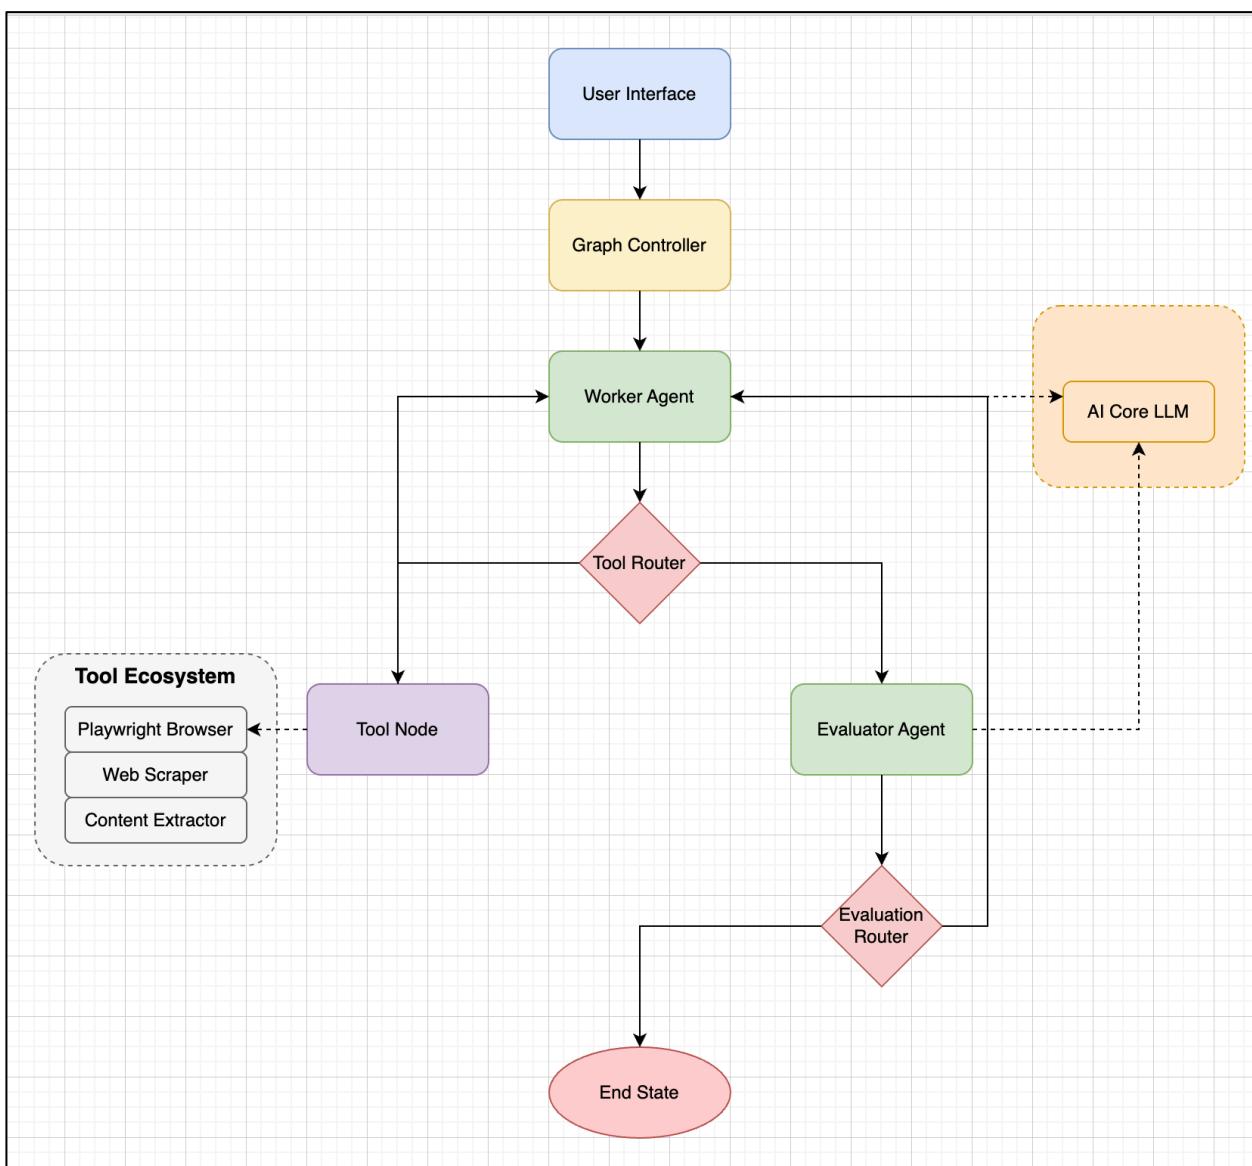 User Interface
Graph Controller
Worker Agent
AI Core LLM
Tool Router
Tool Ecosystem
Playwright Browser
Web Scraper
Content Extractor
Tool Node
Evaluator Agent
Evaluation
Router
End State